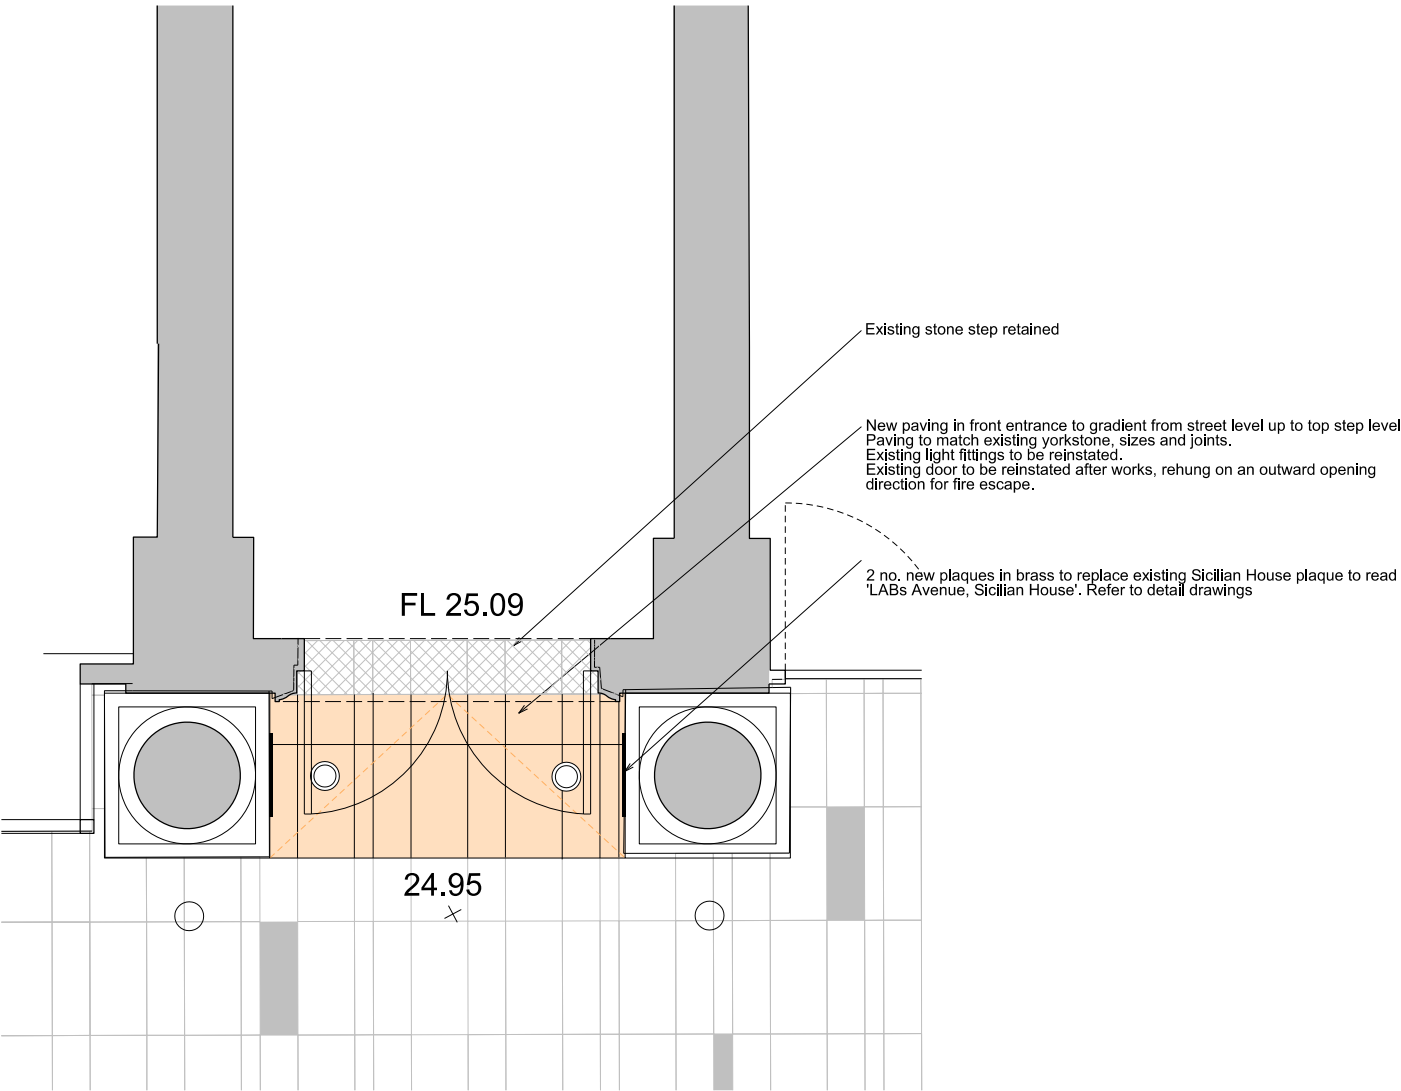 Existing stone step retained
New paving in front entrance to gradient from street level up to top step level
Paving to match existing yorkstone, sizes and joints.
Existing light fittings to be reinstated.
Existing door to be reinstated after works, rehung on an outward opening
direction for fire escape.
2 no. new plaques in brass to replace existing Sicilian House plaque to read
'LABs Avenue, Sicilian House'. Refer to detail drawings
FL 25.09
24.95